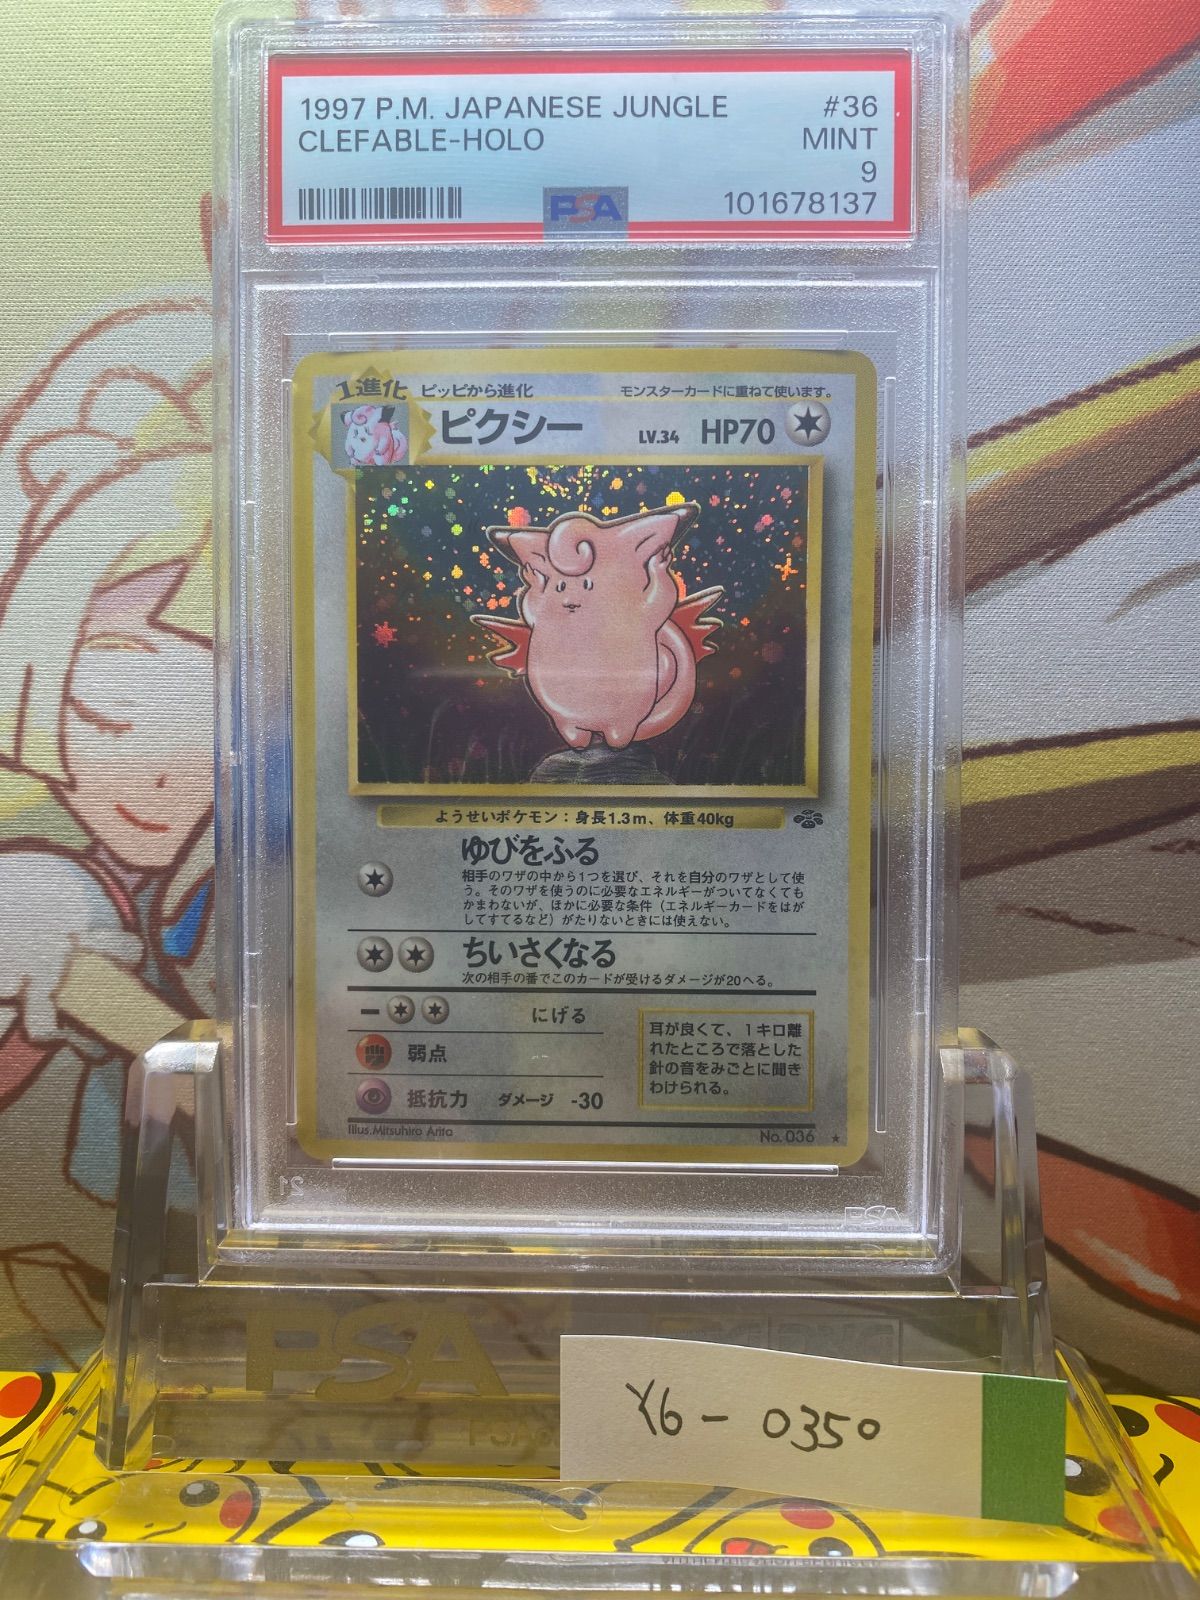 1997 P.M. JAPANESE JUNGLE #36
CLEFABLE-HOLO MINT
9
PSA 101678137
1進化 ピッピから進化 モンスターカードに重ねて使います。
ピクシー LV.34 HP70
ようせいポケモン：身長1.3m、体重40kg
ゆびをふる
相手のワザの中から1つを選び、それを自分のワザとして使
う。そのワザを使うのに必要なエネルギーがついてなくても
かまわないが、ほかに必要な条件（エネルギーカードをはが
してすてるなど）がたりないときには使えない。
ちいさくなる
次の相手の番でこのカードが受けるダメージが20へる。
にげる
弱点
抵抗力 ダメージ -30
耳が良くて、1キロ離
れたところで落とした
針の音をみごとに聞き
わけられる。
Illus.Mitsuhiro Arita No.036 ★
21 PSA
PSA
Y6-0350